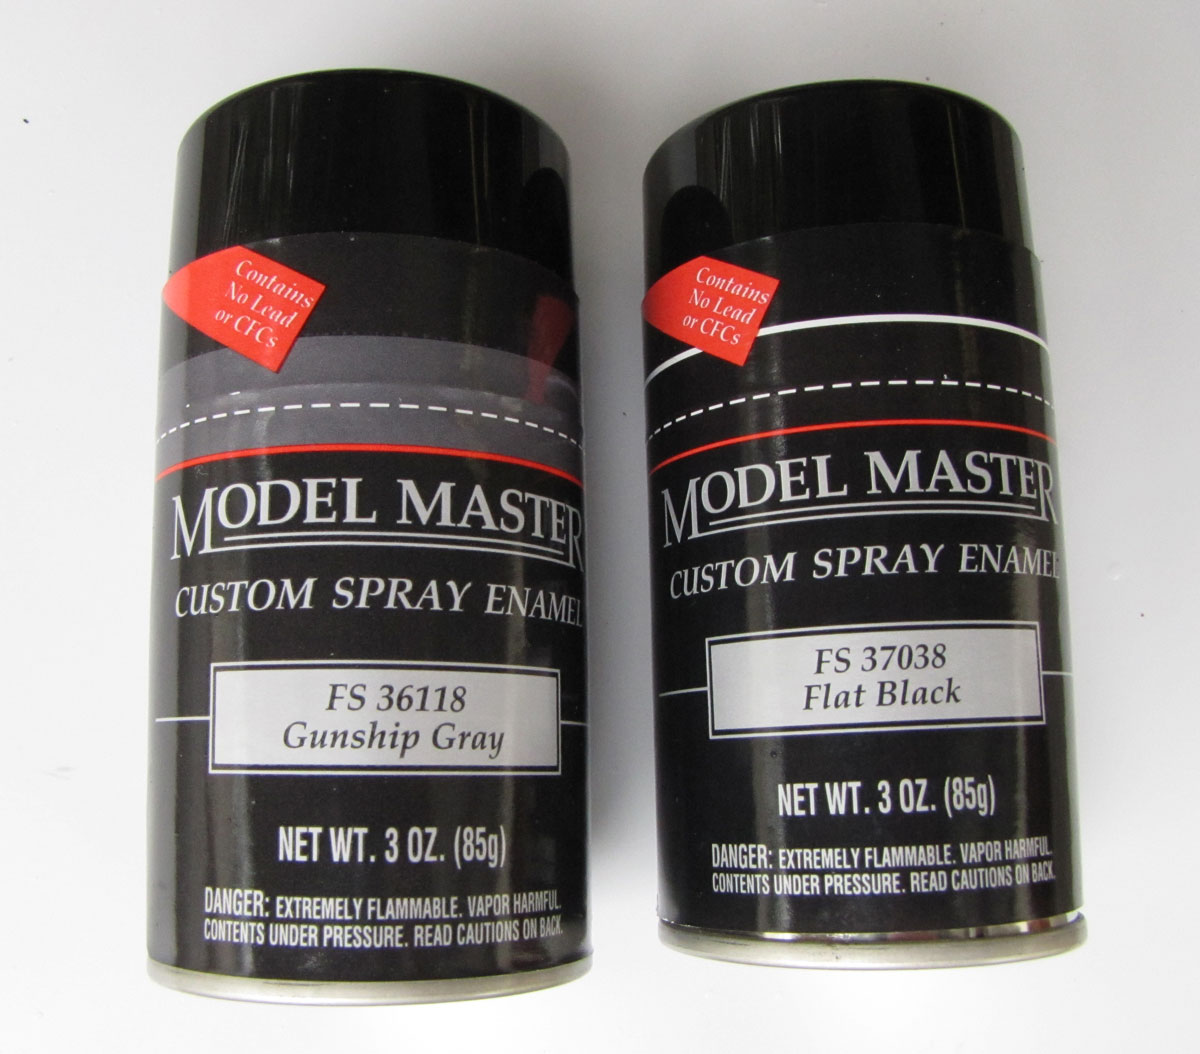 Contains
No Lead
or CFCs
MODEL MASTER
CUSTOM SPRAY ENAMEL
FS 36118
Gunship Gray
NET WT. 3 OZ. (85g)
DANGER: EXTREMELY FLAMMABLE. VAPOR HARMFUL.
CONTENTS UNDER PRESSURE. READ CAUTIONS ON BACK.
Contains
No Lead
or CFCs
MODEL MASTER
CUSTOM SPRAY ENAMEL
FS 37038
Flat Black
NET WT. 3 OZ. (85g)
DANGER: EXTREMELY FLAMMABLE. VAPOR HARMFUL.
CONTENTS UNDER PRESSURE. READ CAUTIONS ON BACK.